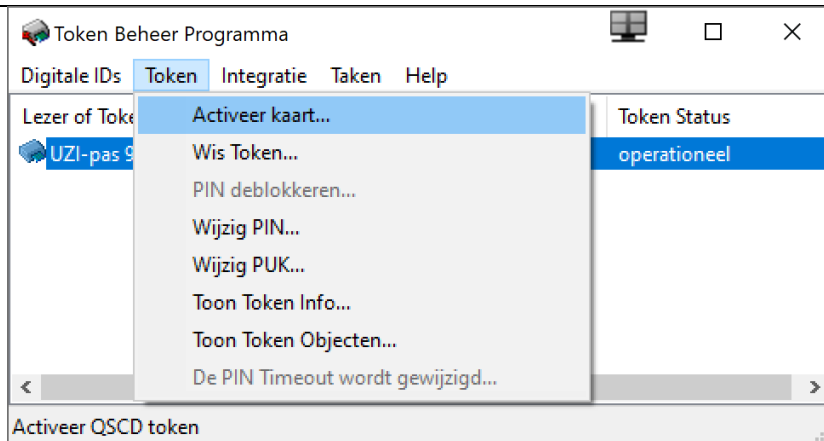 Token Beheer Programma
Digitale IDs Token Integratie Taken Help
Lezer of Toke Token Status
Activeer kaart...
UZI-pas 9 operationeel
Wis Token...
PIN deblokkeren...
Wijzig PIN...
Wijzig PUK...
Toon Token Info...
Toon Token Objecten...
De PIN Timeout wordt gewijzigd...
Activeer QSCD token